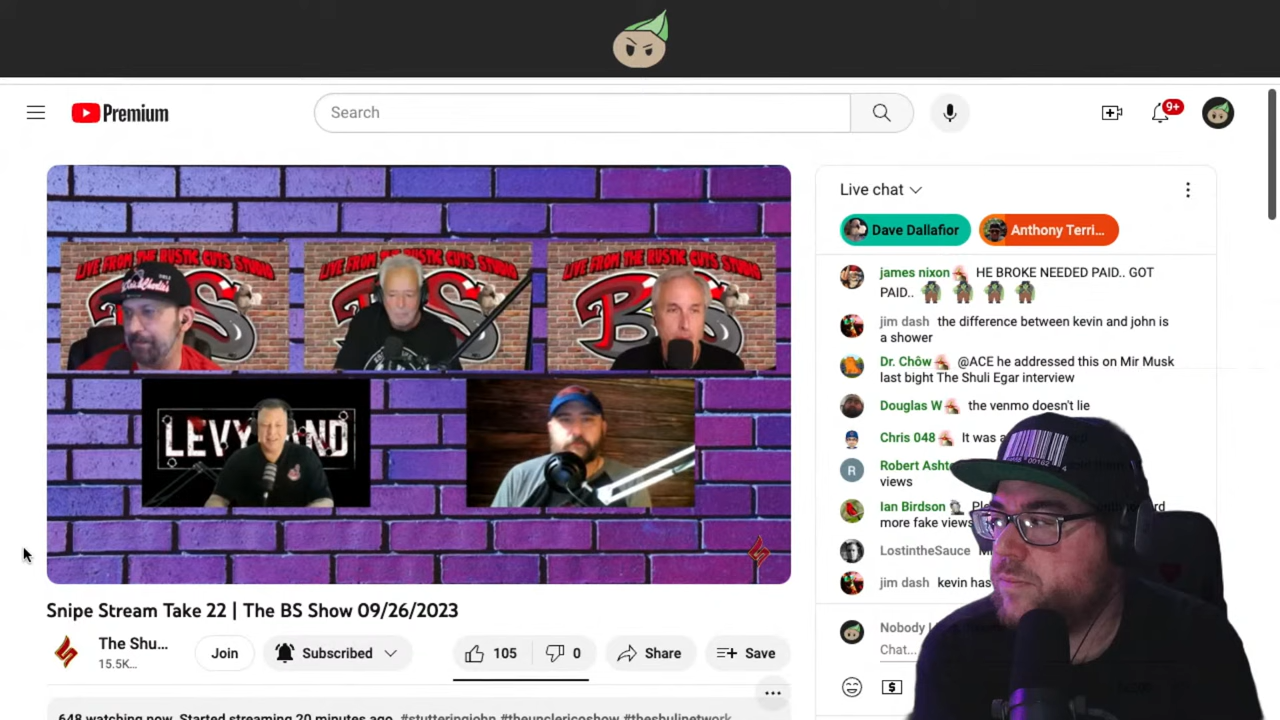 Premium
Search
9+
LIVE FROM THE RUSTIC CUTS STUDIO
LIVE FROM THE RUSTIC CUTS STUDIO
LIVE FROM THE RUSTIC CUTS STUDIO
BS
LEVY AND
Live chat
Dave Dallafior
Anthony Terri...
james nixon HE BROKE NEEDED PAID.. GOT
PAID..
jim dash the difference between kevin and john is
a shower
Dr. Chôw @ACE he addressed this on Mir Musk
last bight The Shuli Egar interview
Douglas W the venmo doesn't lie
Chris 048 It was a
R
Robert Asht
views
Ian Birdson
more fake views
LostintheSauce
jim dash kevin has
Nobody
Chat...
Snipe Stream Take 22 | The BS Show 09/26/2023
The Shu...
15.5K...
Join
Subscribed
105
0
Share
Save
648 watching now Started streaming 20 minutes ago #stutteringjohn #theunclericoshow #theshulinetwork